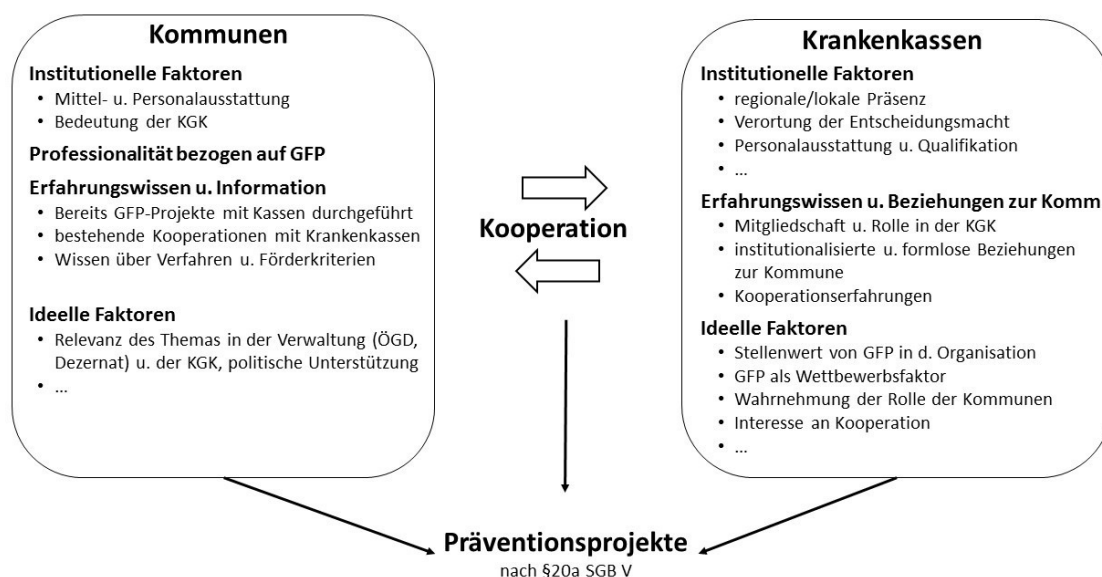 Kommunen
Institutionelle Faktoren
• Mittel- u. Personalausstattung
• Bedeutung der KGK
Professionalität bezogen auf GFP
Erfahrungswissen u. Information
• Bereits GFP-Projekte mit Kassen durchgeführt
• bestehende Kooperationen mit Krankenkassen
• Wissen über Verfahren u. Förderkriterien
Ideelle Faktoren
• Relevanz des Themas in der Verwaltung (ÖGD,
Dezernat) u. der KGK, politische Unterstützung
• ...
Kooperation
Krankenkassen
Institutionelle Faktoren
• regionale/lokale Präsenz
• Verortung der Entscheidungsmacht
• Personalausstattung u. Qualifikation
• ...
Erfahrungswissen u. Beziehungen zur Komm
• Mitgliedschaft u. Rolle in der KGK
• institutionalisierte u. formlose Beziehungen
zur Kommune
• Kooperationserfahrungen
Ideelle Faktoren
• Stellenwert von GFP in d. Organisation
• GFP als Wettbewerbsfaktor
• Wahrnehmung der Rolle der Kommunen
• Interesse an Kooperation
• ...
Präventionsprojekte
nach §20a SGB V